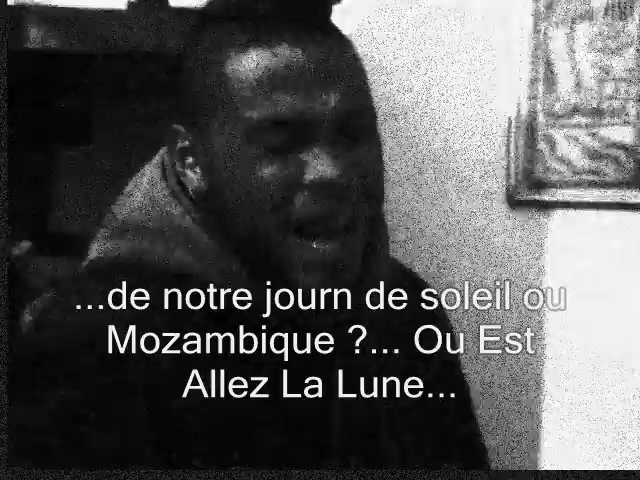 ...de notre journ de soleil ou
Mozambique ?... Ou Est
Allez La Lune...